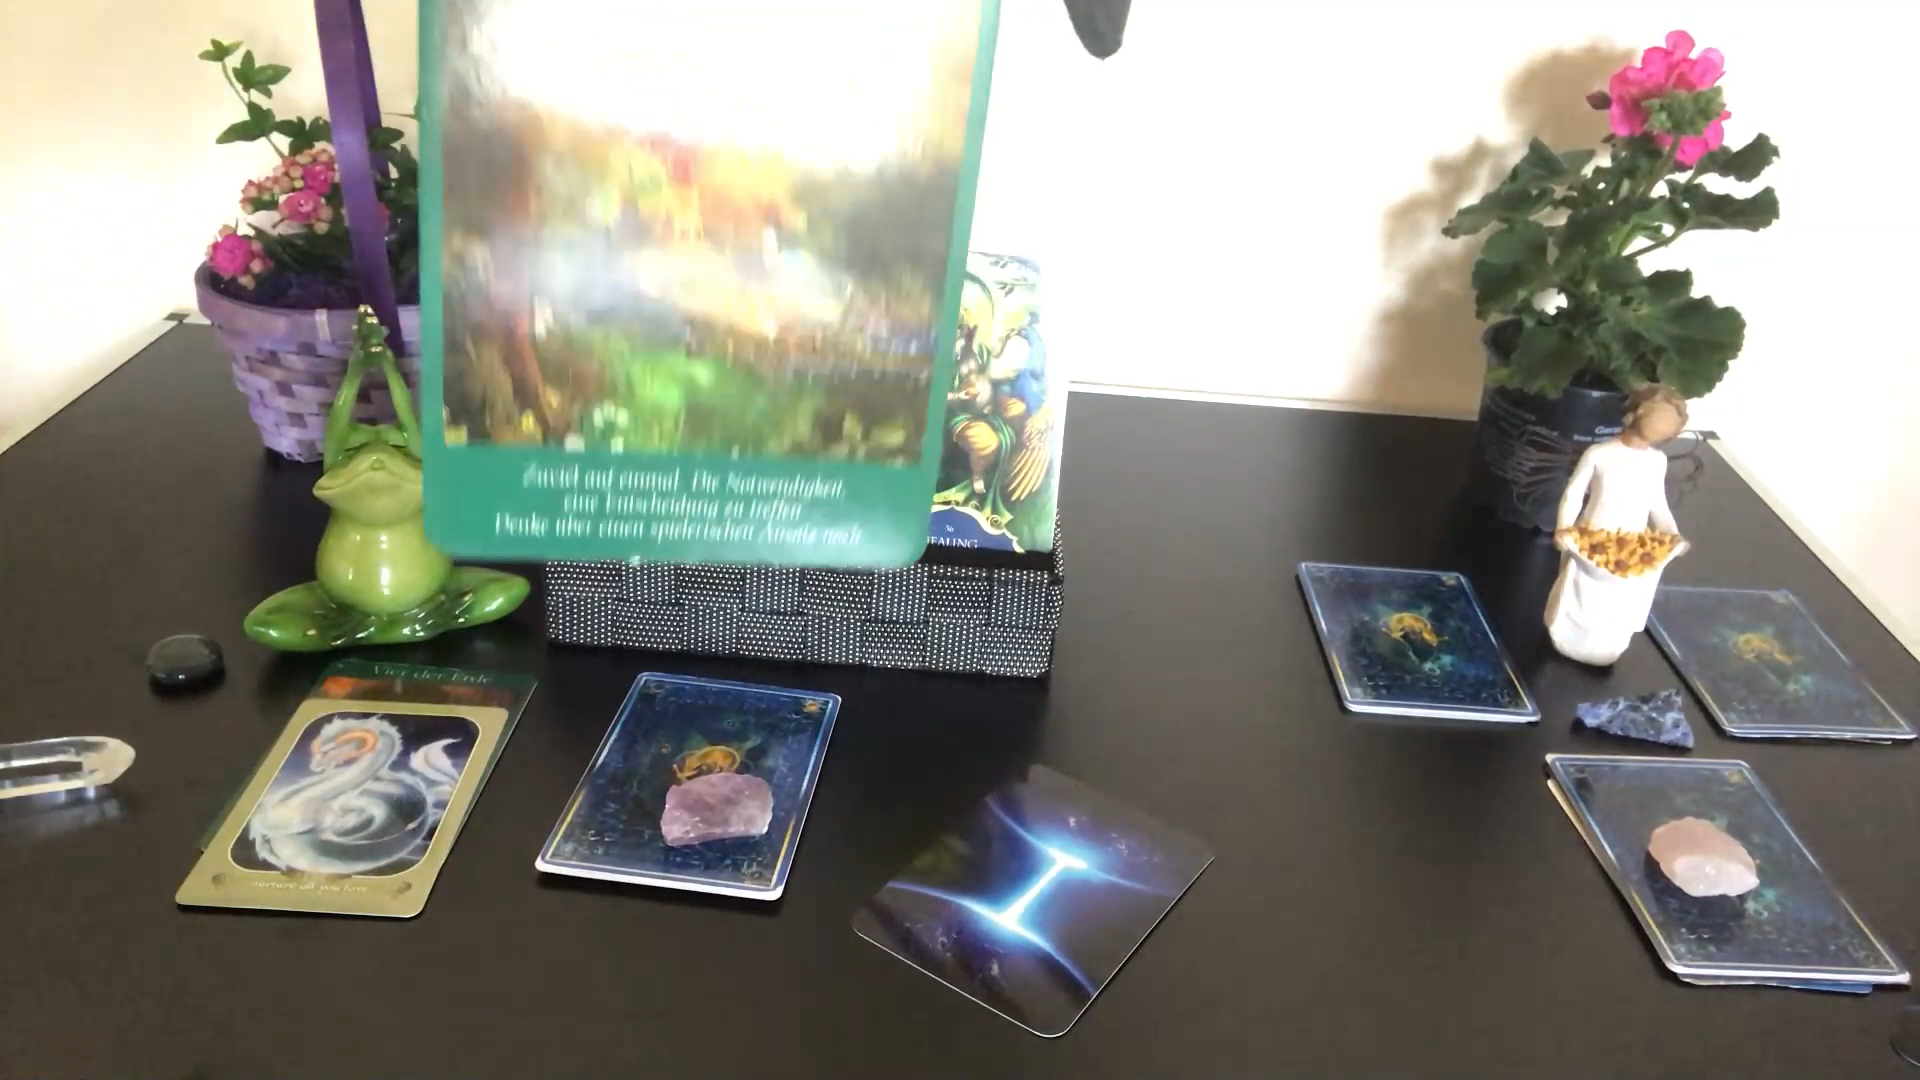 Zuviel auf einmal. Die Notwendigkeit,
eine Entscheidung zu treffen.
Denke über einen spielerischen Ansatz nach.
36
HEALING
Vier der Erde
nurture all you love